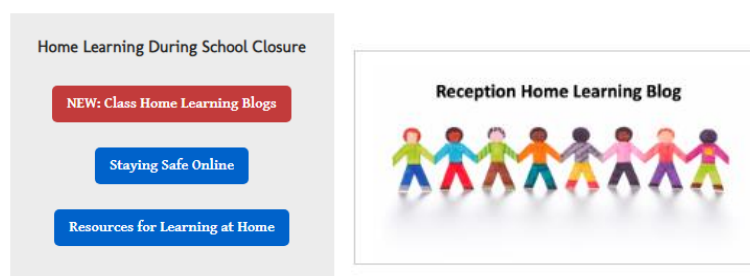 Home Learning During School Closure
NEW: Class Home Learning Blogs
Staying Safe Online
Resources for Learning at Home
Reception Home Learning Blog